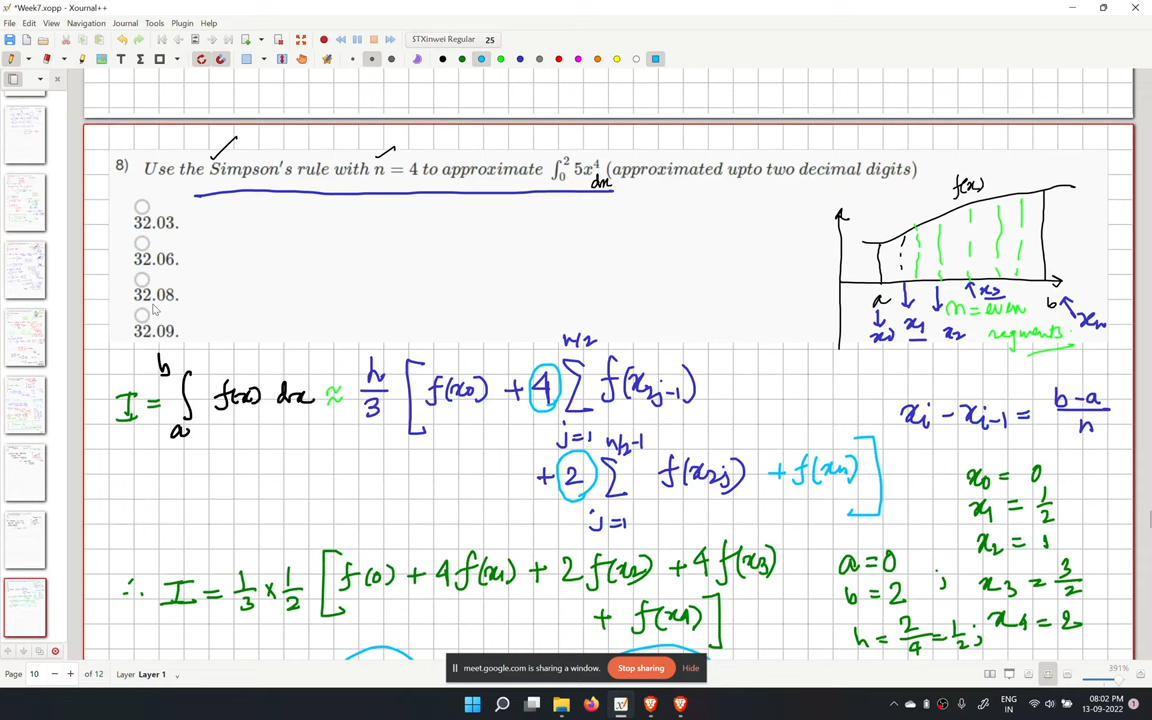 *Week7.xopp - Xournal++
File Edit View Navigation Journal Tools Plugin Help
STXinwei Regular 25
8) Use the Simpson's rule with n = 4 to approximate ∫₀² 5x⁴ (approximated upto two decimal digits)
dx
32.03.
32.06.
32.08.
32.09.
f(x)
a b
x0 x1 x2 x3 xn
n = even
segments
I = ∫ₐᵇ f(x) dx ≈ h/3 [ f(x0) + 4 Σ_{j=1}^{n/2} f(x2j-1)
+ 2 Σ_{j=1}^{n/2-1} f(x2j) + f(xn) ]
xi - xi-1 = (b-a)/n
x0 = 0
x1 = 1/2
x2 = 1
∴ I = 1/3 × 1/2 [ f(0) + 4f(x1) + 2f(x2) + 4f(x3)
+ f(x4) ]
a = 0
b = 2 ; x3 = 3/2
h = 2/4 = 1/2 ; x4 = 2
meet.google.com is sharing a window. Stop sharing Hide
Page 10 of 12 Layer Layer 1
391%
ENG
IN
08:02 PM
13-09-2022